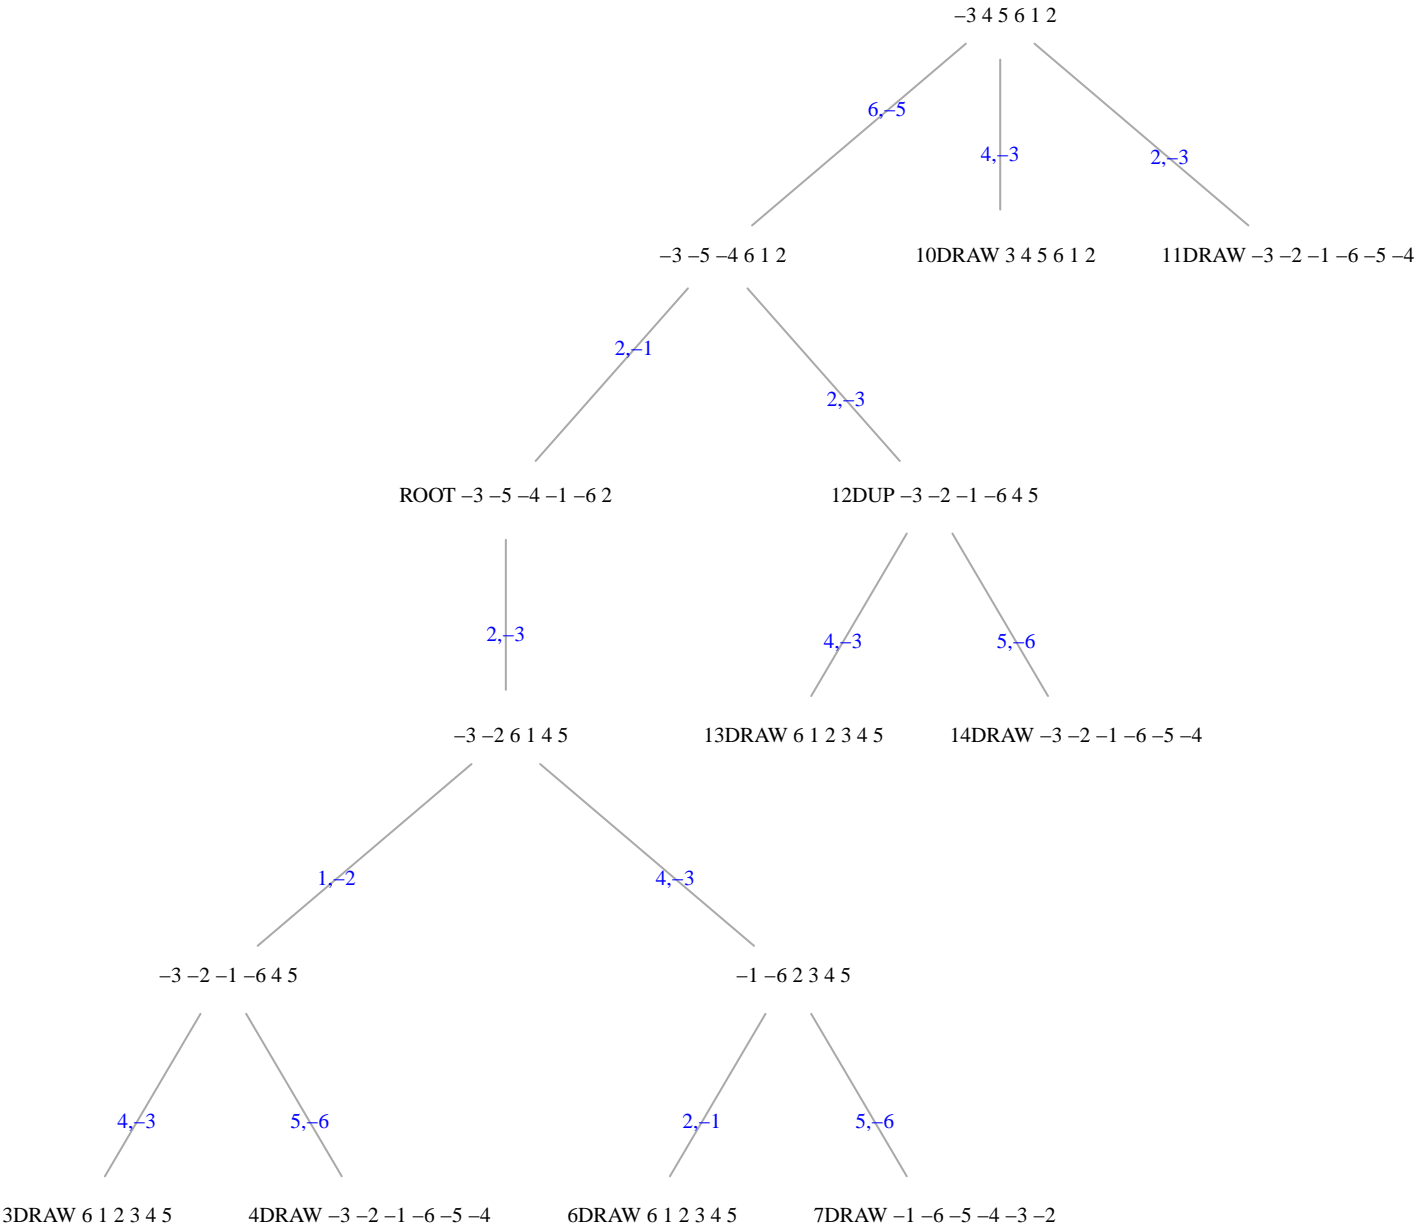 –3 4 5 6 1 2
6,–5
4,–3
2,–3
–3 –5 –4 6 1 2
10DRAW 3 4 5 6 1 2
11DRAW –3 –2 –1 –6 –5 –4
2,–1
2,–3
ROOT –3 –5 –4 –1 –6 2
12DUP –3 –2 –1 –6 4 5
2,–3
4,–3
5,–6
–3 –2 6 1 4 5
13DRAW 6 1 2 3 4 5
14DRAW –3 –2 –1 –6 –5 –4
1,–2
4,–3
–3 –2 –1 –6 4 5
–1 –6 2 3 4 5
4,–3
5,–6
2,–1
5,–6
3DRAW 6 1 2 3 4 5
4DRAW –3 –2 –1 –6 –5 –4
6DRAW 6 1 2 3 4 5
7DRAW –1 –6 –5 –4 –3 –2